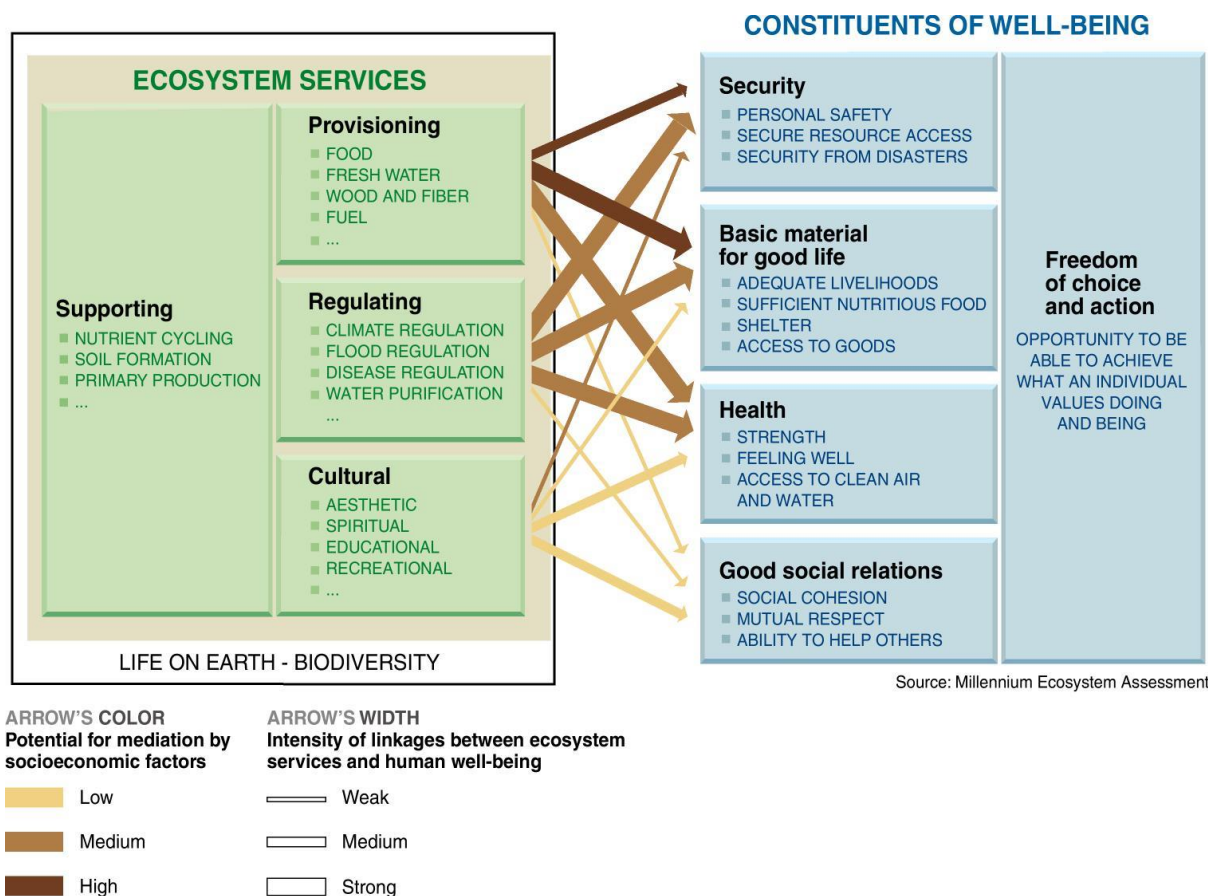 CONSTITUENTS OF WELL-BEING
ECOSYSTEM SERVICES
Supporting
NUTRIENT CYCLING
SOIL FORMATION
PRIMARY PRODUCTION
...
Provisioning
FOOD
FRESH WATER
WOOD AND FIBER
FUEL
...
Regulating
CLIMATE REGULATION
FLOOD REGULATION
DISEASE REGULATION
WATER PURIFICATION
...
Cultural
AESTHETIC
SPIRITUAL
EDUCATIONAL
RECREATIONAL
...
LIFE ON EARTH - BIODIVERSITY
Security
PERSONAL SAFETY
SECURE RESOURCE ACCESS
SECURITY FROM DISASTERS
Basic material
for good life
ADEQUATE LIVELIHOODS
SUFFICIENT NUTRITIOUS FOOD
SHELTER
ACCESS TO GOODS
Health
STRENGTH
FEELING WELL
ACCESS TO CLEAN AIR
AND WATER
Good social relations
SOCIAL COHESION
MUTUAL RESPECT
ABILITY TO HELP OTHERS
Freedom
of choice
and action
OPPORTUNITY TO BE
ABLE TO ACHIEVE
WHAT AN INDIVIDUAL
VALUES DOING
AND BEING
Source: Millennium Ecosystem Assessment
ARROW'S COLOR
Potential for mediation by
socioeconomic factors
Low
Medium
High
ARROW'S WIDTH
Intensity of linkages between ecosystem
services and human well-being
Weak
Medium
Strong